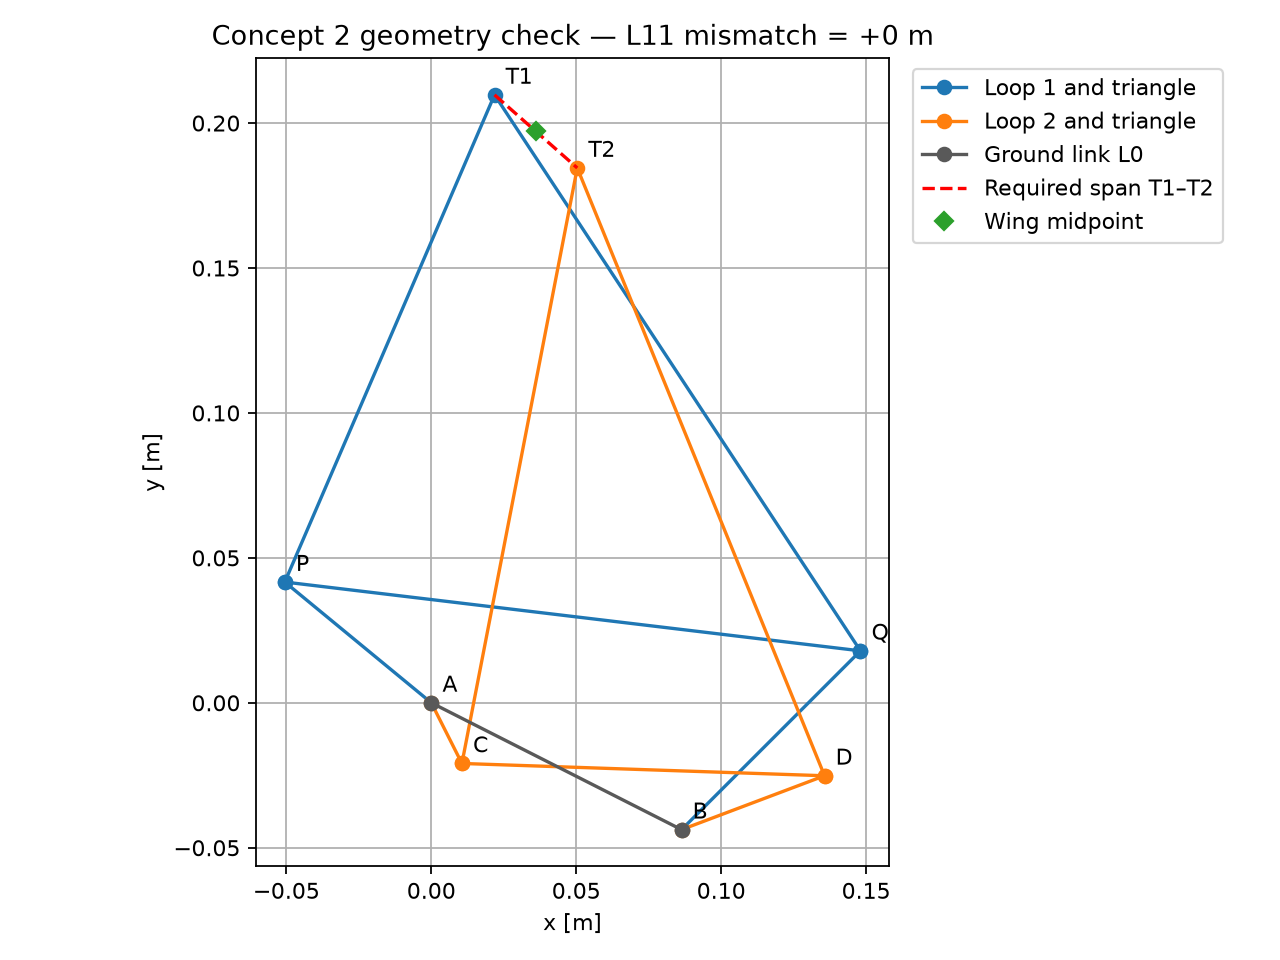 Concept 2 geometry check — L11 mismatch = +0 m
Loop 1 and triangle
Loop 2 and triangle
Ground link L0
Required span T1–T2
Wing midpoint
T1
T2
P
Q
A
C
D
B
0.20
0.15
0.10
0.05
0.00
−0.05
y [m]
−0.05
0.00
0.05
0.10
0.15
x [m]